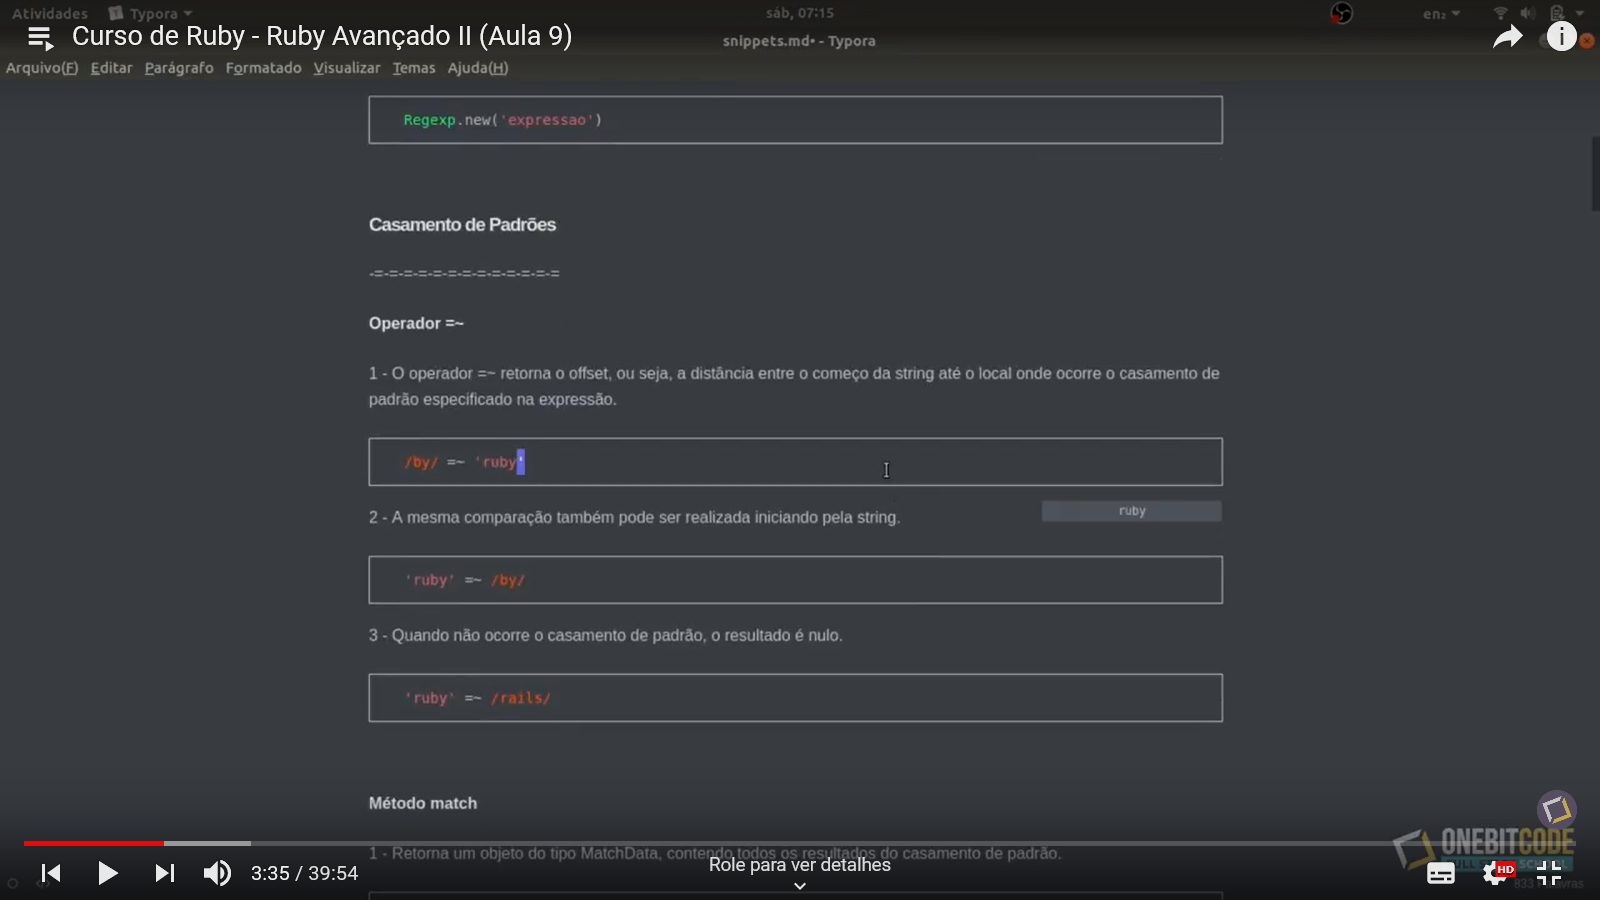 Atividades Typora sáb, 07:15 en₂
Curso de Ruby - Ruby Avançado II (Aula 9)
snippets.md• - Typora
Arquivo(F) Editar Parágrafo Formatado Visualizar Temas Ajuda(H)
Regexp.new('expressao')
Casamento de Padrões
-=-=-=-=-=-=-=-=-=-=-=-=-=
Operador =~
1 - O operador =~ retorna o offset, ou seja, a distância entre o começo da string até o local onde ocorre o casamento de
padrão especificado na expressão.
/by/ =~ 'ruby'
ruby
2 - A mesma comparação também pode ser realizada iniciando pela string.
'ruby' =~ /by/
3 - Quando não ocorre o casamento de padrão, o resultado é nulo.
'ruby' =~ /rails/
Método match
1 - Retorna um objeto do tipo MatchData, contendo todos os resultados do casamento de padrão.
ONEBITCODE
3:35 / 39:54
Role para ver detalhes
HD
833 Palavras